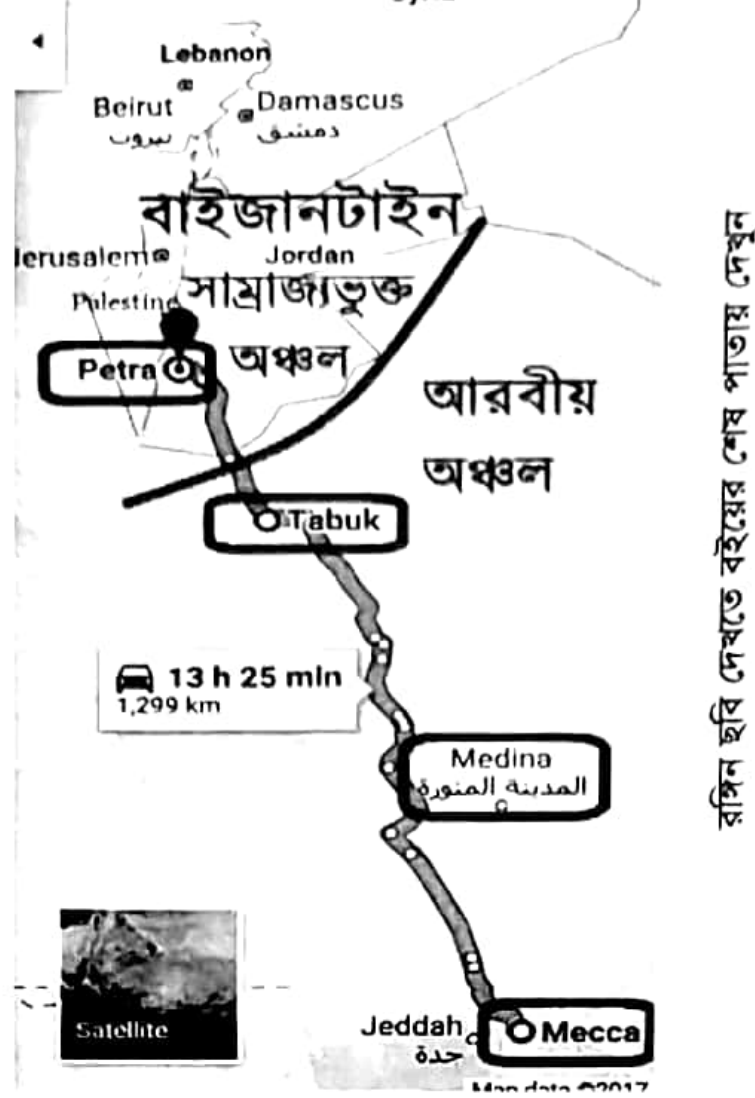 Lebanon
Beirut
بيروت
Damascus
دمشق
বাইজানটাইন
Jerusalem
Jordan
Palestine
সাম্রাজ্যভুক্ত
Petra
অঞ্চল
আরবীয়
অঞ্চল
Tabuk
13 h 25 min
1,299 km
Medina
المدينة المنورة
Satellite
Jeddah
جدة
Mecca
Map data ©2017
রঙ্গিন ছবি দেখতে বইয়ের শেষ পাতায় দেখুন